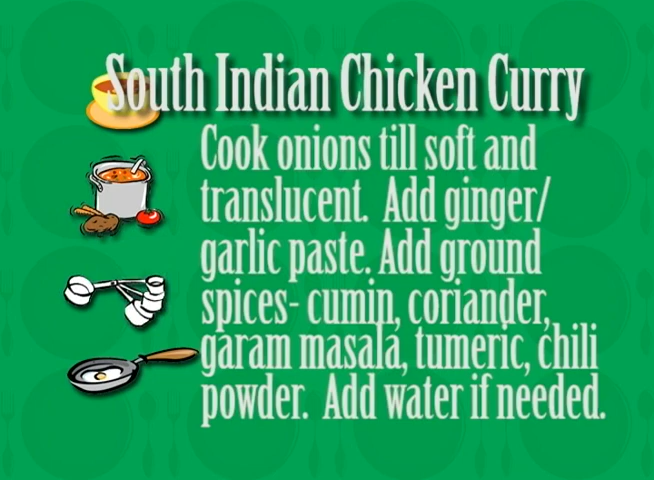 South Indian Chicken Curry
Cook onions till soft and
translucent. Add ginger/
garlic paste. Add ground
spices- cumin, coriander,
garam masala, tumeric, chili
powder. Add water if needed.